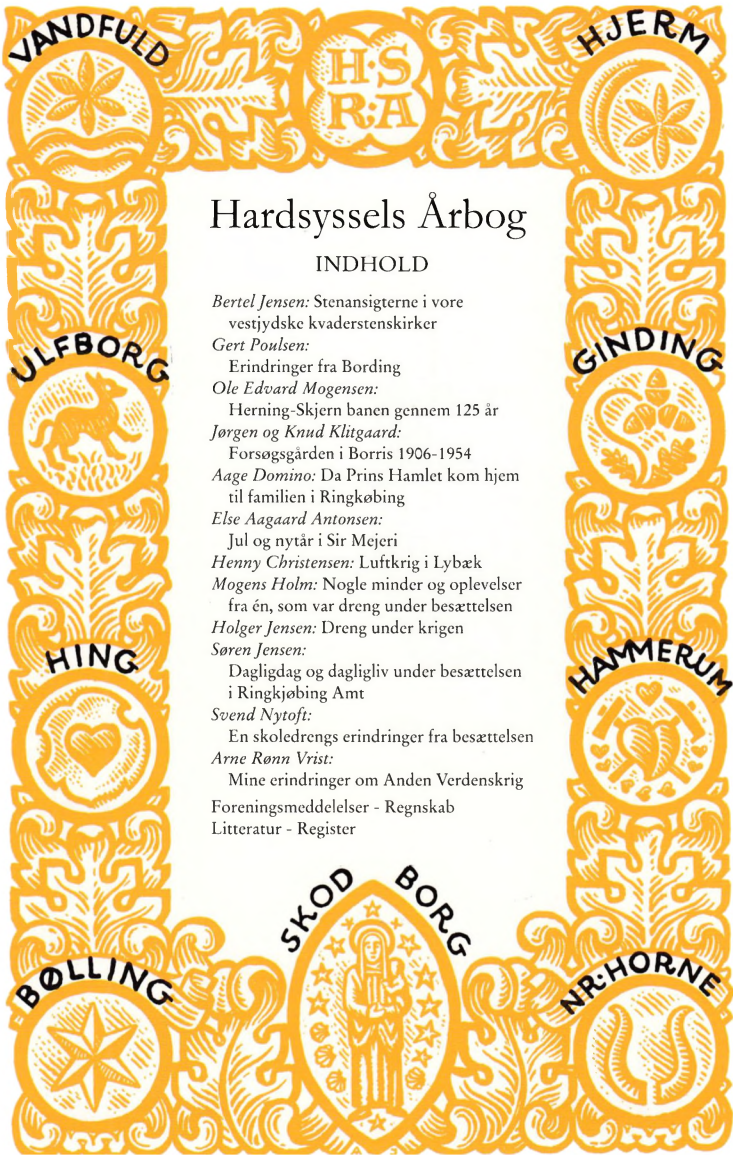 VANDFULD
H·S
R·A
HJERM
Hardsyssels Årbog
INDHOLD
Bertel Jensen: Stenansigterne i vore
vestjydske kvaderstenskirker
Gert Poulsen:
Erindringer fra Bording
Ole Edvard Mogensen:
Herning-Skjern banen gennem 125 år
Jørgen og Knud Klitgaard:
Forsøgsgården i Borris 1906-1954
Aage Domino: Da Prins Hamlet kom hjem
til familien i Ringkøbing
Else Aagaard Antonsen:
Jul og nytår i Sir Mejeri
Henny Christensen: Luftkrig i Lybæk
Mogens Holm: Nogle minder og oplevelser
fra én, som var dreng under besættelsen
Holger Jensen: Dreng under krigen
Søren Jensen:
Dagligdag og dagligliv under besættelsen
i Ringkjøbing Amt
Svend Nytoft:
En skoledrengs erindringer fra besættelsen
Arne Rønn Vrist:
Mine erindringer om Anden Verdenskrig
Foreningsmeddelelser - Regnskab
Litteratur - Register
ULFBORG
GINDING
HING
HAMMERUM
SKODBORG
BØLLING
NR·HORNE